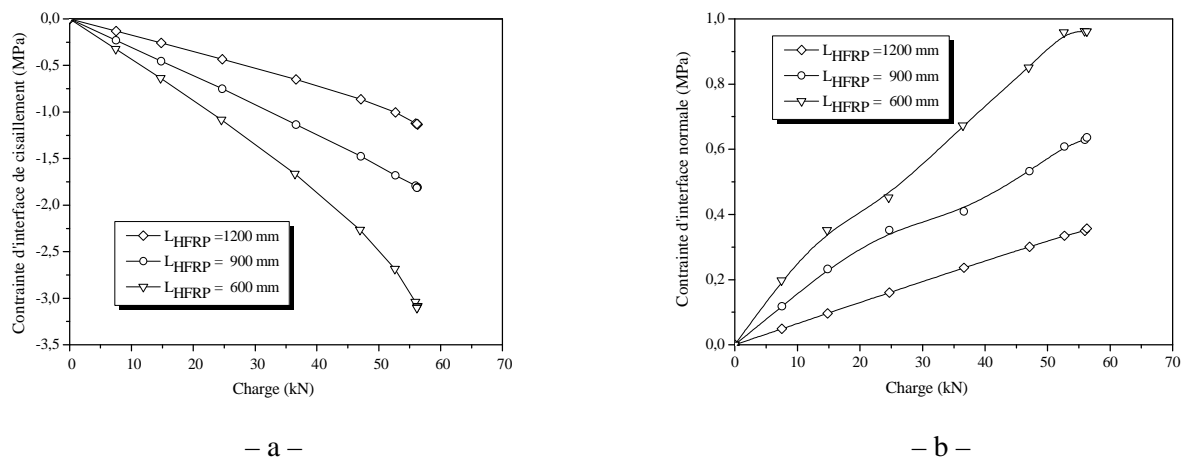 0,0
-0,5
-1,0
-1,5
-2,0
-2,5
-3,0
-3,5
Contrainte d'interface de cisaillement (MPa)
L_HFRP =1200 mm
L_HFRP = 900 mm
L_HFRP = 600 mm
0 10 20 30 40 50 60 70
Charge (kN)
– a –
1,0
0,8
0,6
0,4
0,2
0,0
Contrainte d'interface normale (MPa)
L_HFRP =1200 mm
L_HFRP = 900 mm
L_HFRP = 600 mm
0 10 20 30 40 50 60 70
Charge (kN)
– b –